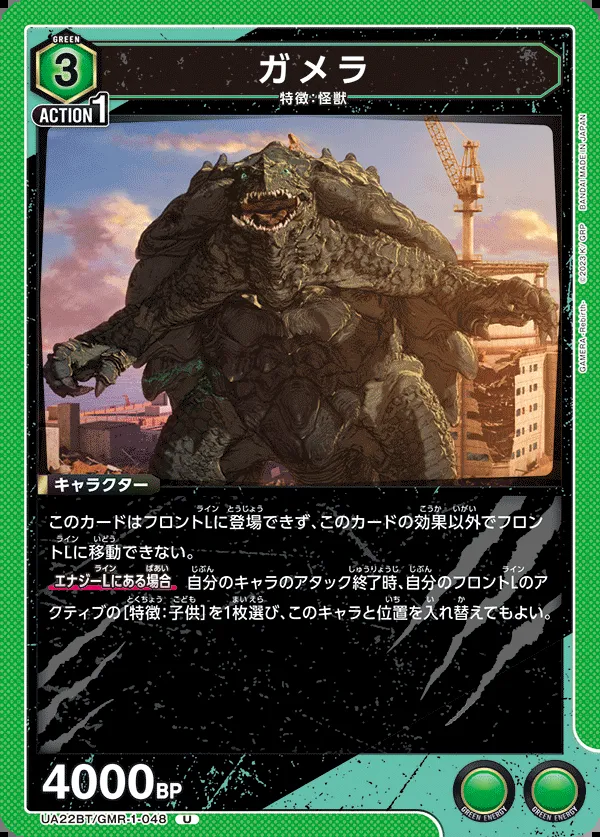 GREEN
3
ACTION1
ガメラ
特徴:怪獣
GAMERA -Rebirth- ©2023 K/GRP BANDAI MADE IN JAPAN
キャラクター
このカードはフロントLに登場できず、このカードの効果以外でフロン
トLに移動できない。
エナジーLにある場合 自分のキャラのアタック終了時、自分のフロントLのア
クティブの[特徴:子供]を1枚選び、このキャラと位置を入れ替えてもよい。
4000BP
UA22BT/GMR-1-048 U
GREEN ENERGY
GREEN ENERGY